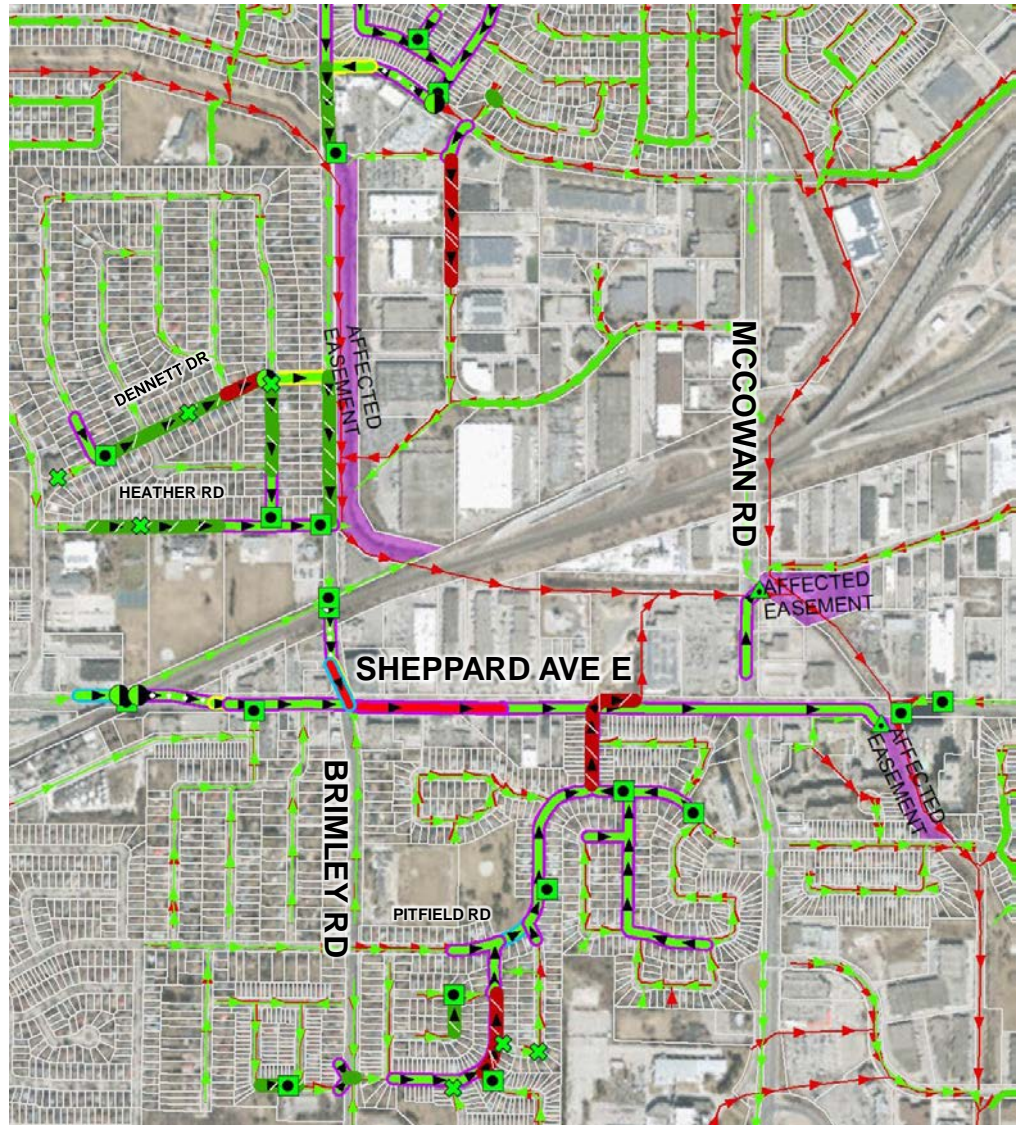 AFFECTED
EASEMENT
MCCOWAN RD
DENNETT DR
HEATHER RD
AFFECTED
EASEMENT
SHEPPARD AVE E
AFFECTED
EASEMENT
BRIMLEY RD
PITFIELD RD